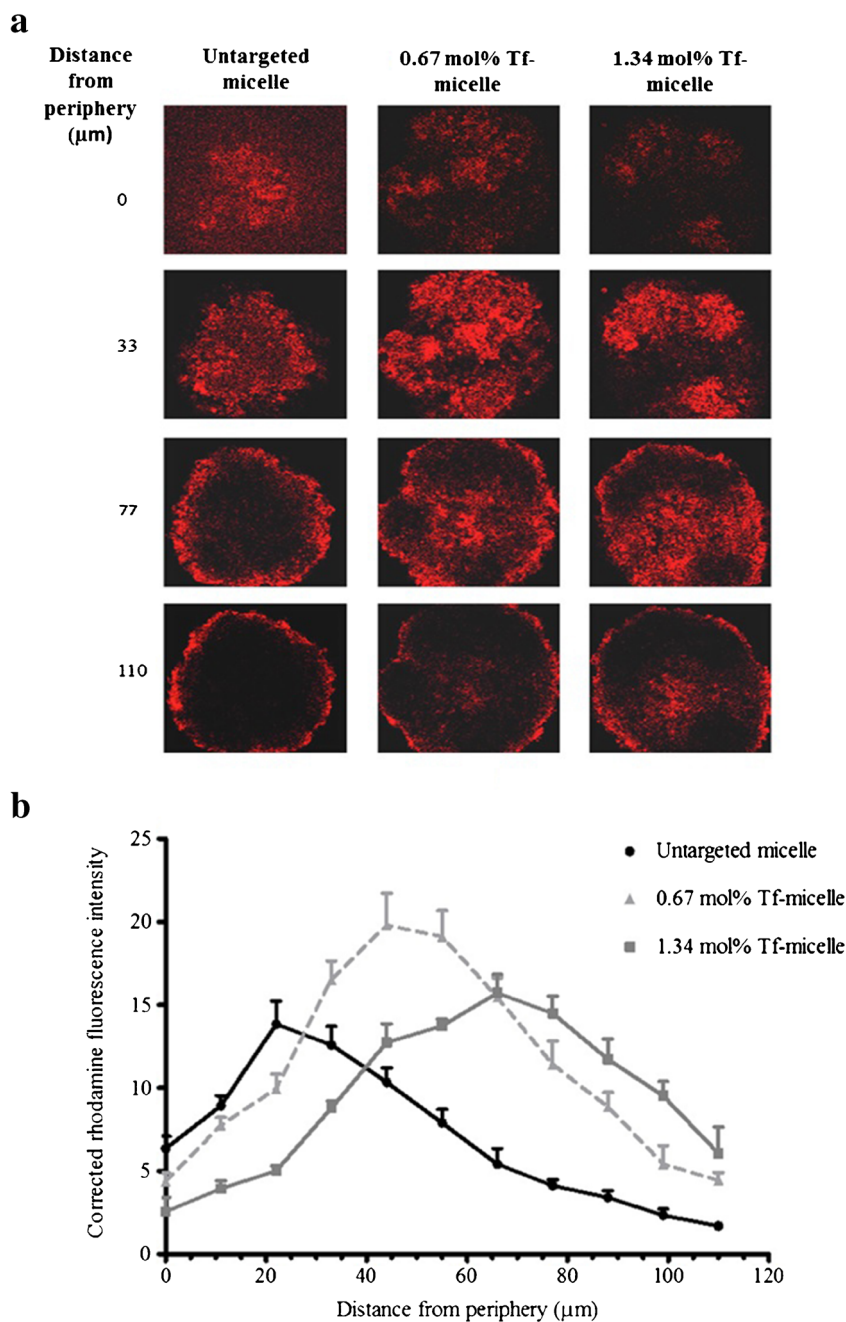 a
Distance
from
periphery
(µm)
Untargeted
micelle
0.67 mol% Tf-
micelle
1.34 mol% Tf-
micelle
0
33
77
110
b
Corrected rhodamine fluorescence intensity
25
20
15
10
5
0
Untargeted micelle
0.67 mol% Tf-micelle
1.34 mol% Tf-micelle
0 20 40 60 80 100 120
Distance from periphery (µm)